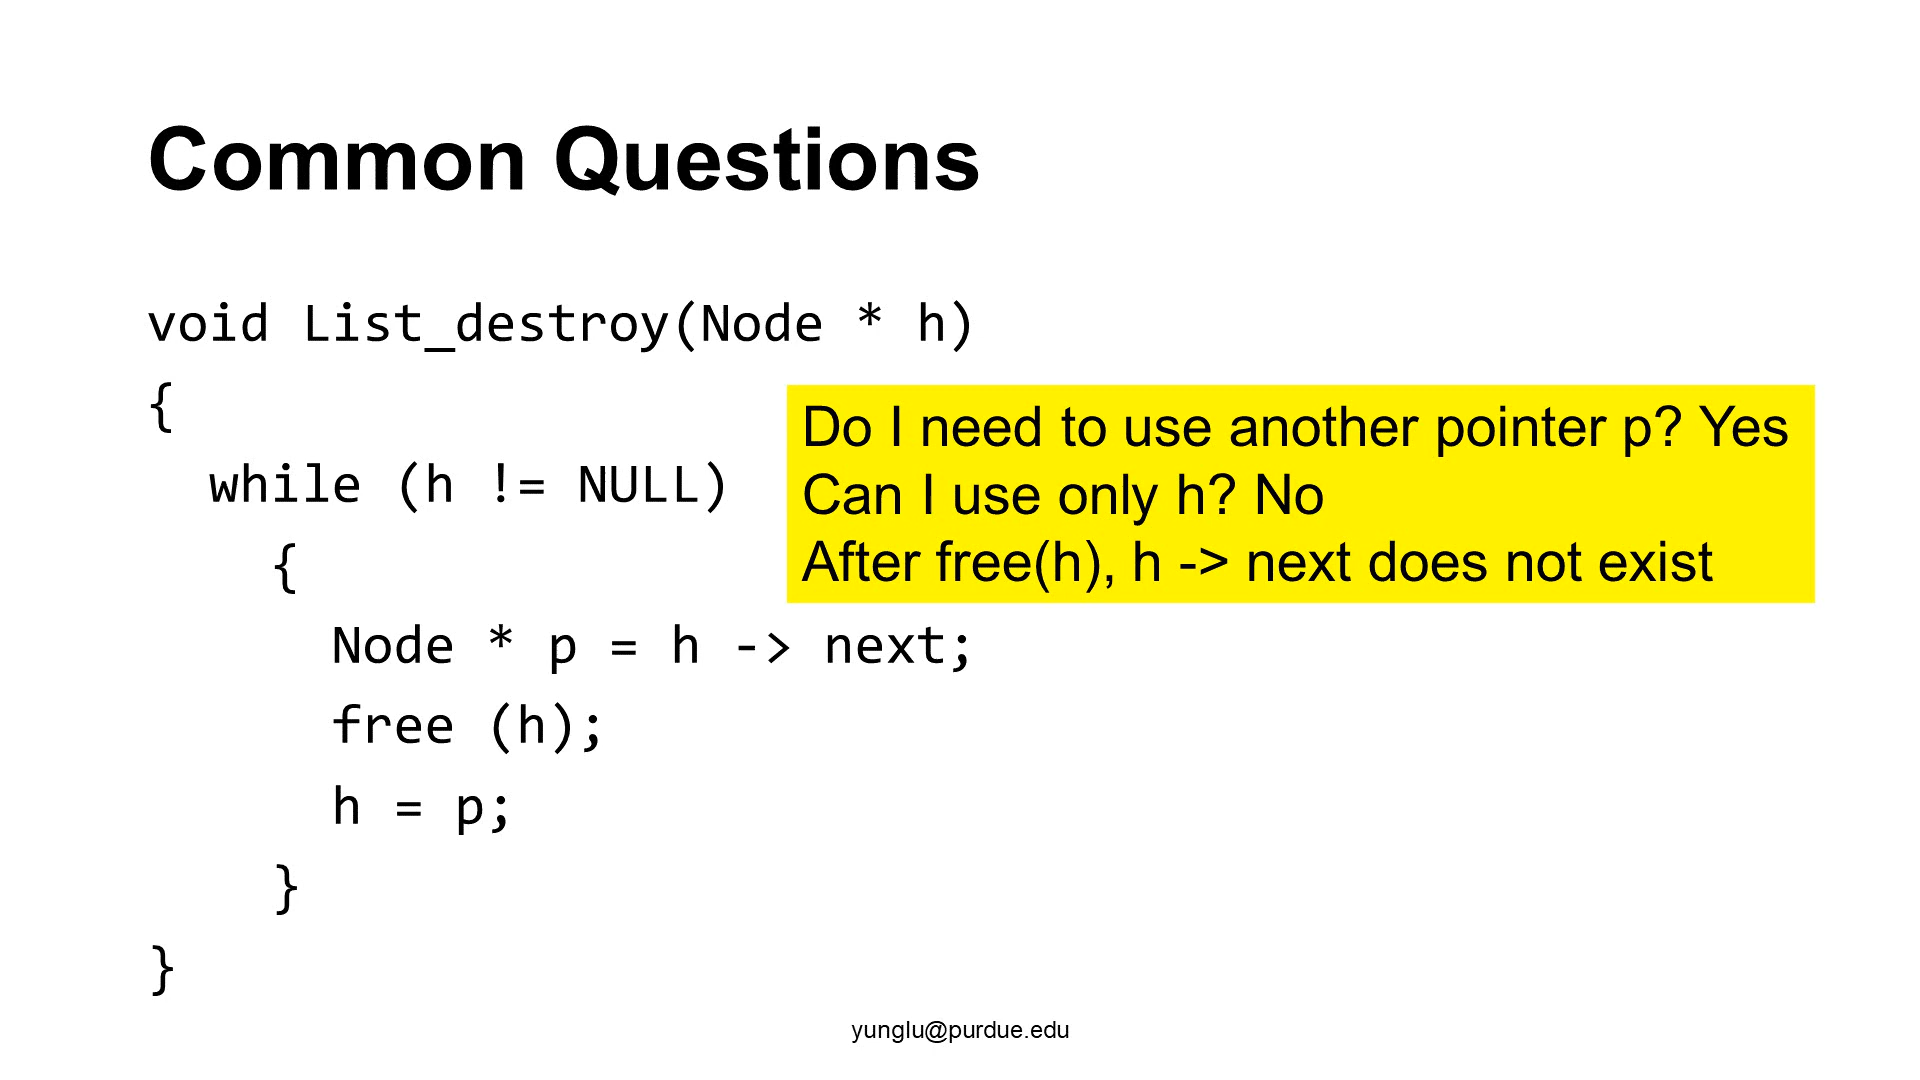 Common Questions
void List_destroy(Node * h)
{
while (h != NULL)
{
Node * p = h -> next;
free (h);
h = p;
}
}
Do I need to use another pointer p? Yes
Can I use only h? No
After free(h), h -> next does not exist
yunglu@purdue.edu